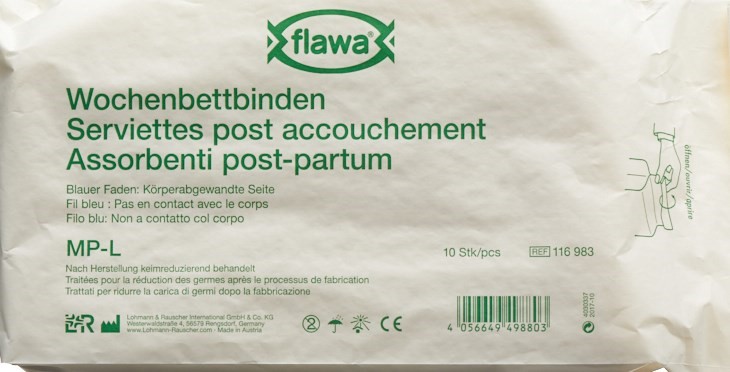 flawa®
Wochenbettbinden
Serviettes post accouchement
Assorbenti post-partum
Blauer Faden: Körperabgewandte Seite
Fil bleu : Pas en contact avec le corps
Filo blu: Non a contatto col corpo
MP-L
10 Stk/pcs
REF 116 983
Nach Herstellung keimreduzierend behandelt
Traitées pour la réduction des germes après le processus de fabrication
Trattati per ridurre la carica di germi dopo la fabbricazione
L&R
Lohmann & Rauscher International GmbH & Co. KG
Westerwaldstraße 4, 56579 Rengsdorf, Germany
www.Lohmann-Rauscher.com · Made in Austria
2
CE
4 056649 498803
4030337
2017-10
öffnen/ouvrir/aprire